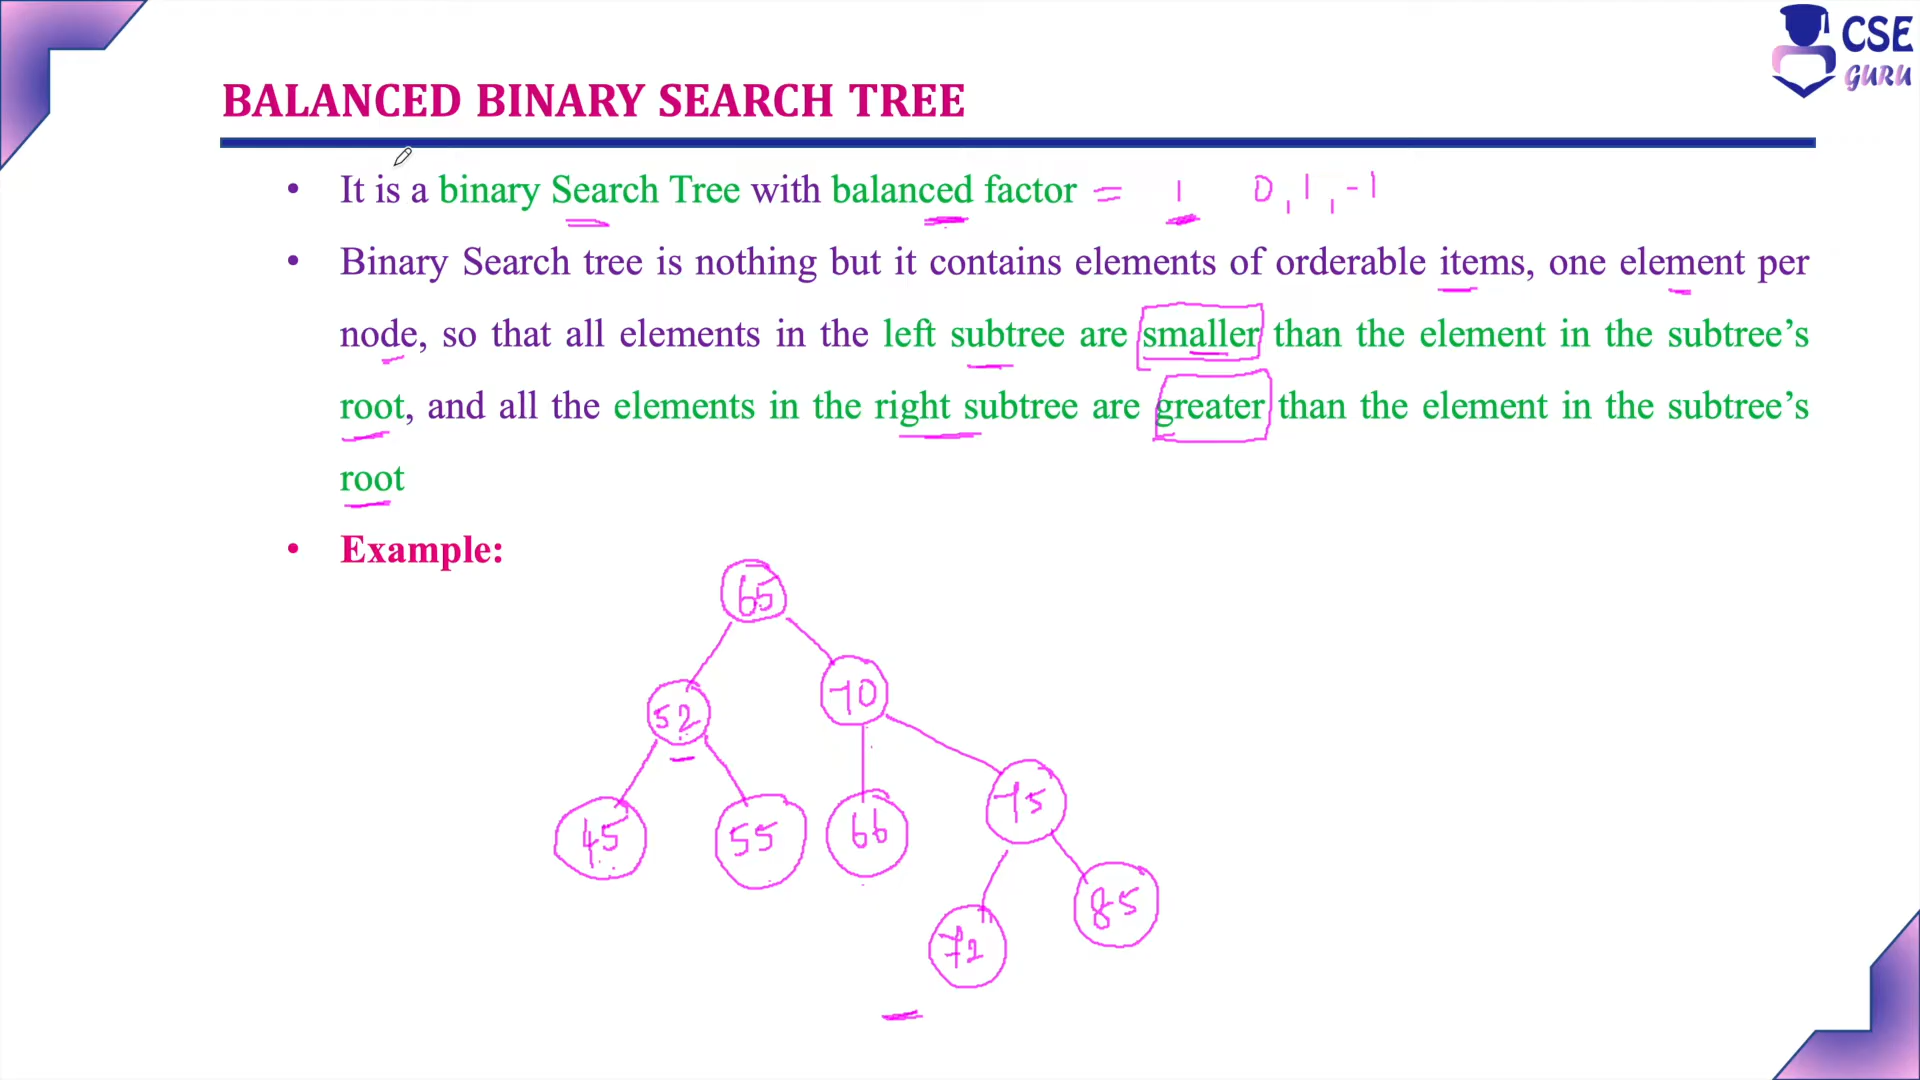 CSE
GURU
BALANCED BINARY SEARCH TREE
• It is a binary Search Tree with balanced factor = 1 0, 1, -1
• Binary Search tree is nothing but it contains elements of orderable items, one element per
node, so that all elements in the left subtree are smaller than the element in the subtree’s
root, and all the elements in the right subtree are greater than the element in the subtree’s
root
• Example:
65
52 70
45 55 66 75
72 85